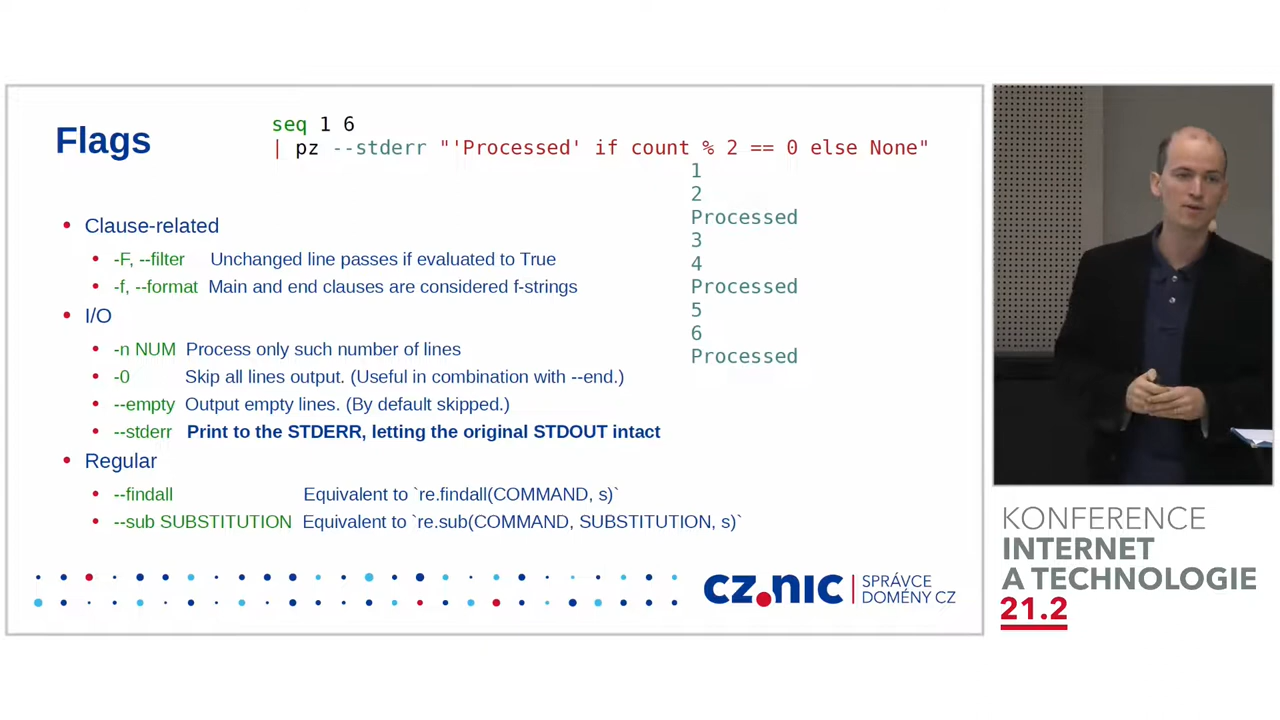 Flags
seq 1 6
| pz --stderr "'Processed' if count % 2 == 0 else None"
1
2
Processed
3
4
Processed
5
6
Processed
• Clause-related
• -F, --filter Unchanged line passes if evaluated to True
• -f, --format Main and end clauses are considered f-strings
• I/O
• -n NUM Process only such number of lines
• -0 Skip all lines output. (Useful in combination with --end.)
• --empty Output empty lines. (By default skipped.)
• --stderr Print to the STDERR, letting the original STDOUT intact
• Regular
• --findall Equivalent to `re.findall(COMMAND, s)`
• --sub SUBSTITUTION Equivalent to `re.sub(COMMAND, SUBSTITUTION, s)`
CZ.NIC
SPRÁVCE
DOMÉNY CZ
KONFERENCE
INTERNET
A TECHNOLOGIE
21.2